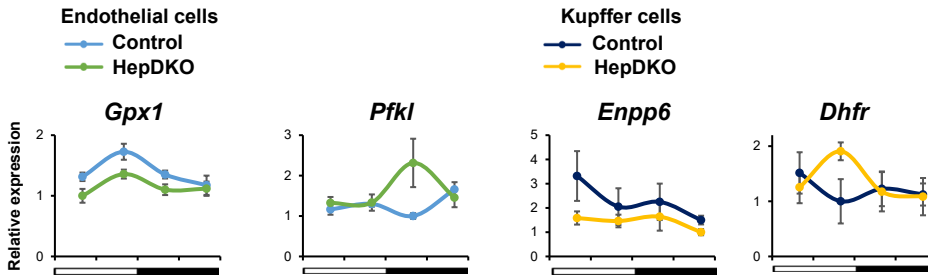 Endothelial cells
Control
HepDKO
Kupffer cells
Control
HepDKO
Gpx1
Pfkl
Enpp6
Dhfr
Relative expression
2
1
0
3
2
1
0
5
4
3
2
1
0
2
1
0